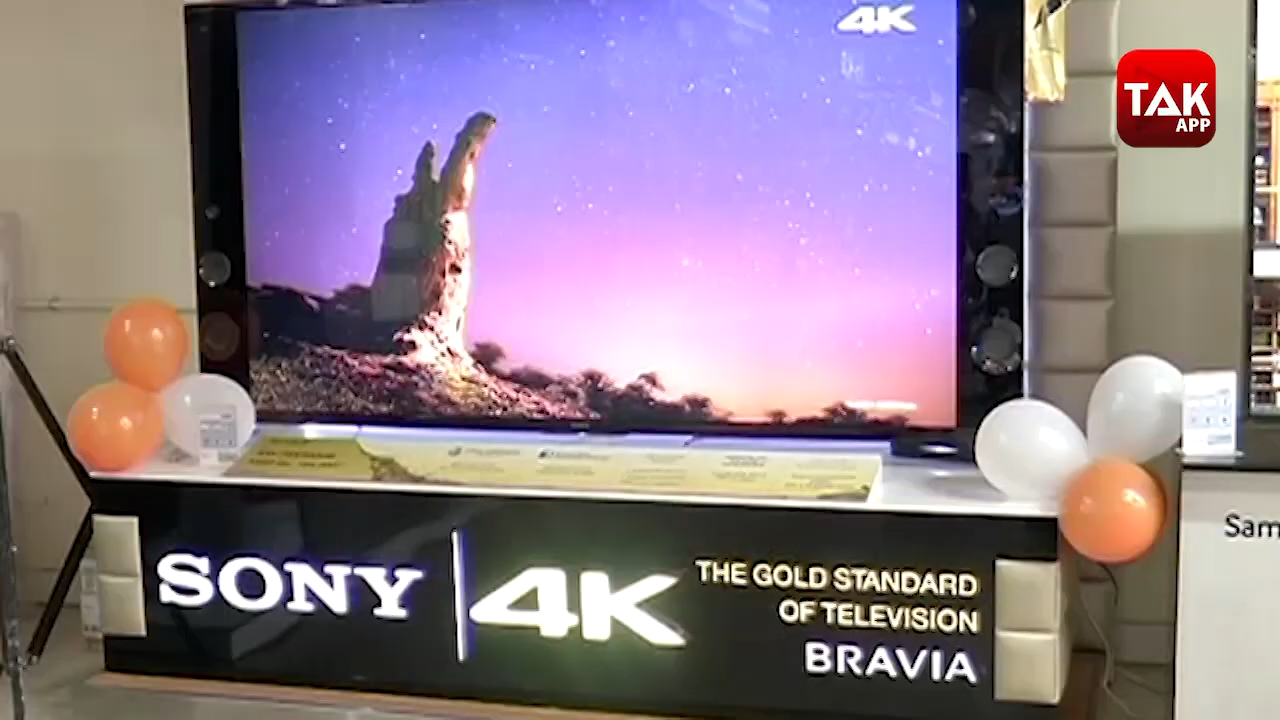 4K
TAK
APP
Sam
SONY
4K
THE GOLD STANDARD
OF TELEVISION
BRAVIA